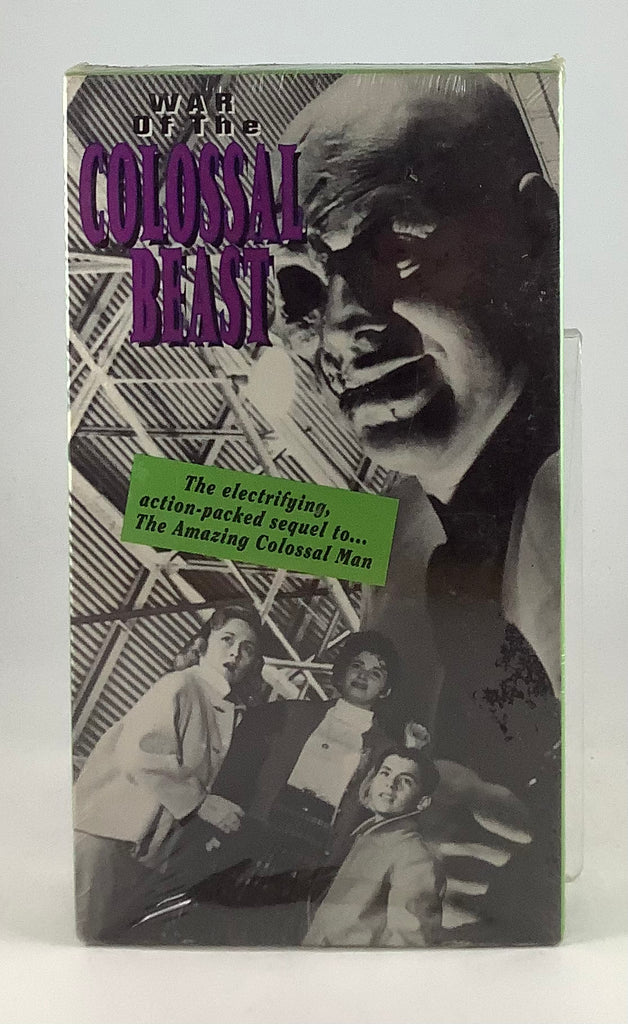 WAR
Of The
COLOSSAL
BEAST
The electrifying,
action-packed sequel to...
The Amazing Colossal Man